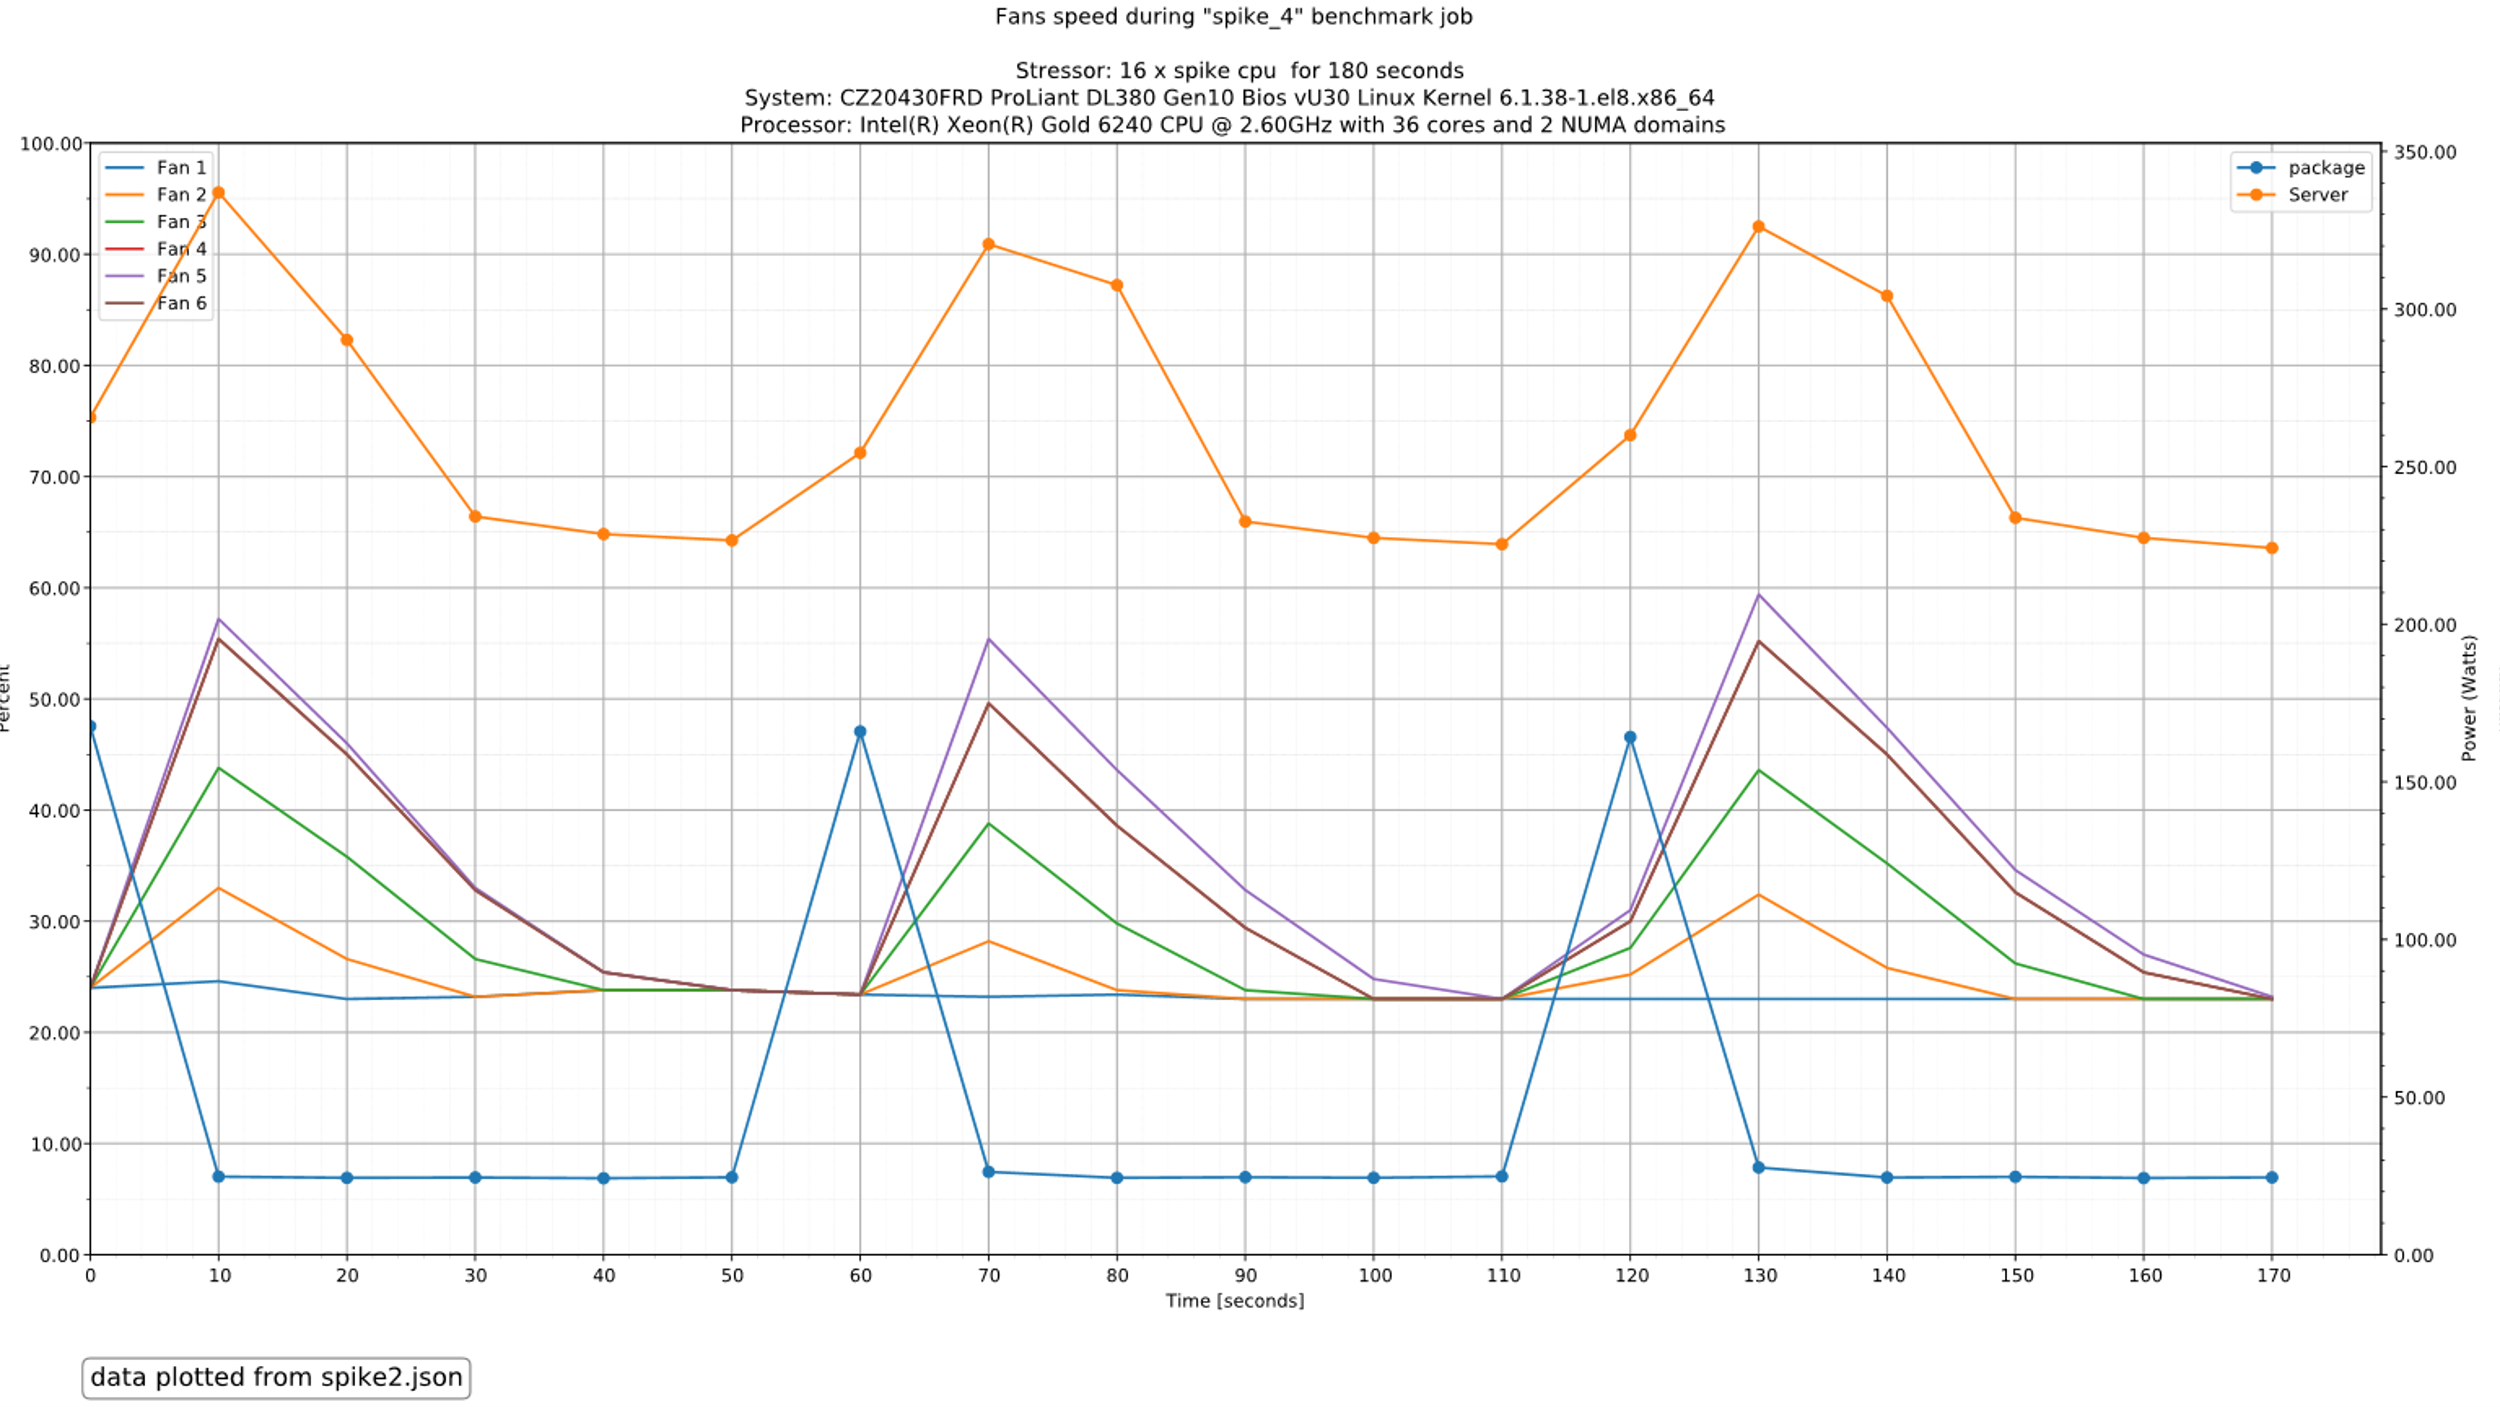 Fans speed during "spike_4" benchmark job
Stressor: 16 x spike cpu  for 180 seconds
System: CZ20430FRD ProLiant DL380 Gen10 Bios vU30 Linux Kernel 6.1.38-1.el8.x86_64
Processor: Intel(R) Xeon(R) Gold 6240 CPU @ 2.60GHz with 36 cores and 2 NUMA domains
100.00
90.00
80.00
70.00
60.00
50.00
40.00
30.00
20.00
10.00
0.00
Percent
Fan 1
Fan 2
Fan 3
Fan 4
Fan 5
Fan 6
package
Server
350.00
300.00
250.00
200.00
150.00
100.00
50.00
0.00
Power (Watts)
0 10 20 30 40 50 60 70 80 90 100 110 120 130 140 150 160 170
Time [seconds]
data plotted from spike2.json